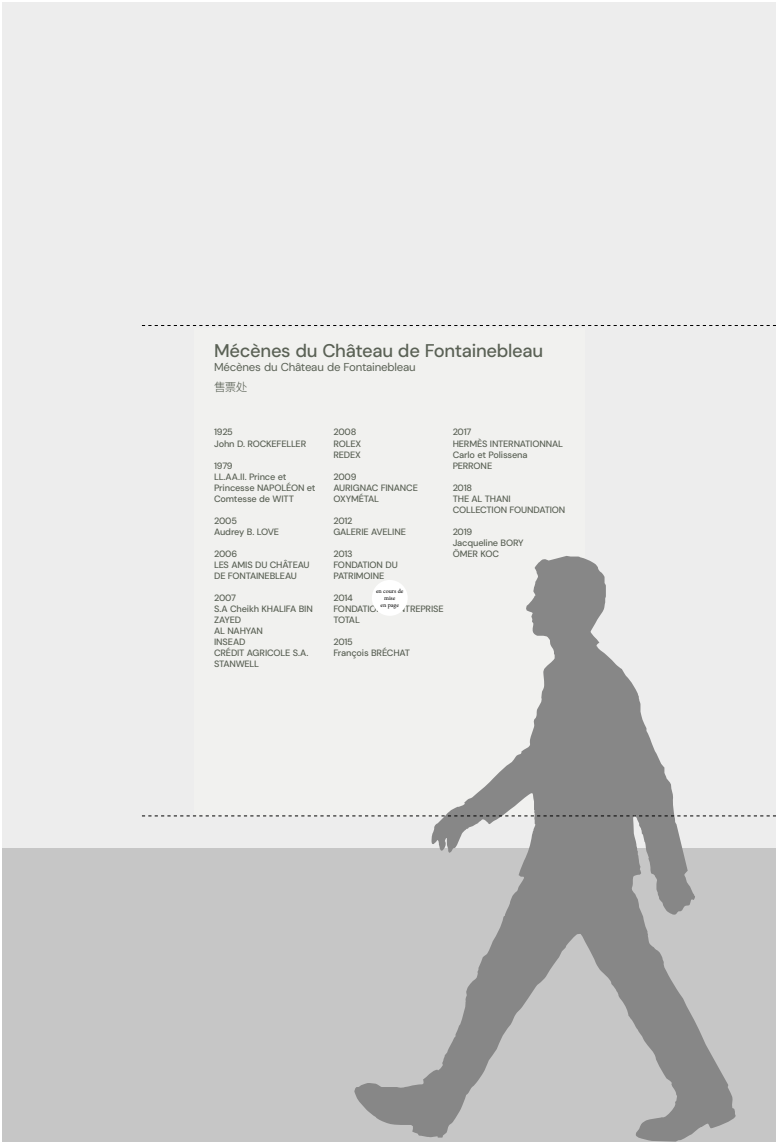 Mécènes du Château de Fontainebleau
Mécènes du Château de Fontainebleau
售票处
1925
John D. ROCKEFELLER
1979
LL.AA.II. Prince et
Princesse NAPOLÉON et
Comtesse de WITT
2005
Audrey B. LOVE
2006
LES AMIS DU CHÂTEAU
DE FONTAINEBLEAU
2007
S.A Cheikh KHALIFA BIN
ZAYED
AL NAHYAN
INSEAD
CRÉDIT AGRICOLE S.A.
STANWELL
2008
ROLEX
REDEX
2009
AURIGNAC FINANCE
OXYMÉTAL
2012
GALERIE AVELINE
2013
FONDATION DU
PATRIMOINE
2014
TOTAL
2015
François BRÉCHAT
en cours de
mise
en page
2017
HERMÈS INTERNATIONNAL
Carlo et Polissena
PERRONE
2018
THE AL THANI
COLLECTION FOUNDATION
2019
Jacqueline BORY
ÖMER KOC